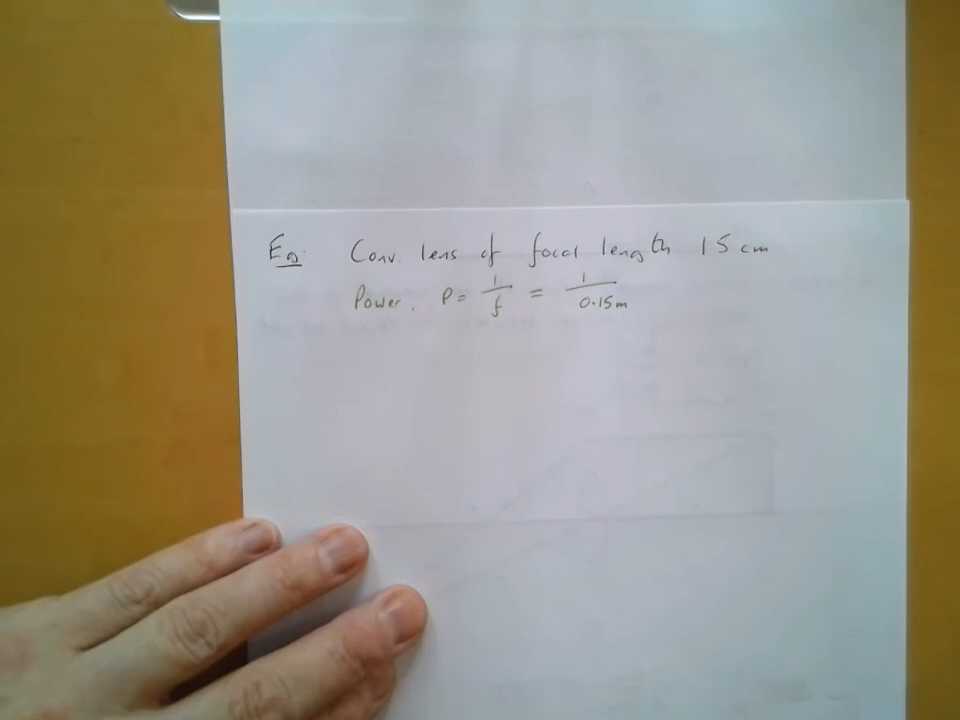 Eg. Conv. lens of focal length 15 cm
Power. P = 1/f = 1/0.15m